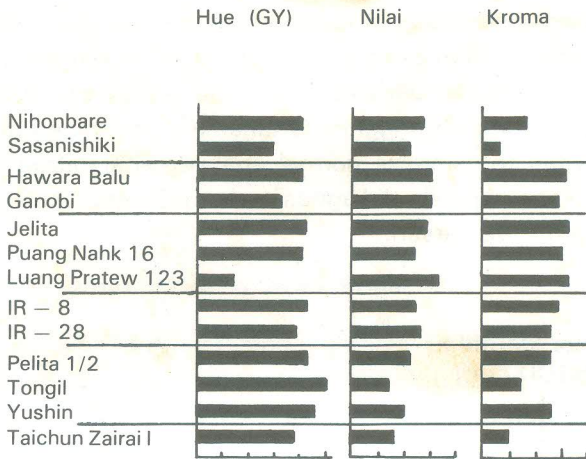 Hue (GY) Nilai Kroma
Nihonbare
Sasanishiki
Hawara Balu
Ganobi
Jelita
Puang Nahk 16
Luang Pratew 123
IR – 8
IR – 28
Pelita 1/2
Tongil
Yushin
Taichun Zairai I